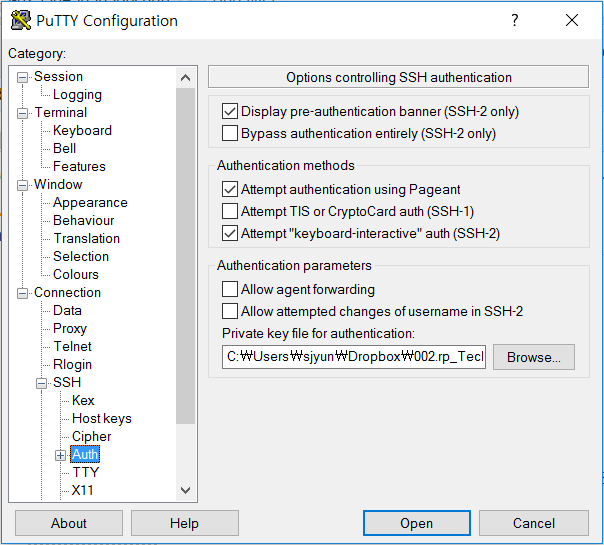 PuTTY Configuration
?
Category:
Session
Logging
Terminal
Keyboard
Bell
Features
Window
Appearance
Behaviour
Translation
Selection
Colours
Connection
Data
Proxy
Telnet
Rlogin
SSH
Kex
Host keys
Cipher
Auth
TTY
X11
Options controlling SSH authentication
Display pre-authentication banner (SSH-2 only)
Bypass authentication entirely (SSH-2 only)
Authentication methods
Attempt authentication using Pageant
Attempt TIS or CryptoCard auth (SSH-1)
Attempt "keyboard-interactive" auth (SSH-2)
Authentication parameters
Allow agent forwarding
Allow attempted changes of username in SSH-2
Private key file for authentication:
C:₩Users₩sjyun₩Dropbox₩002.rp_Tecl Browse...
About Help Open Cancel